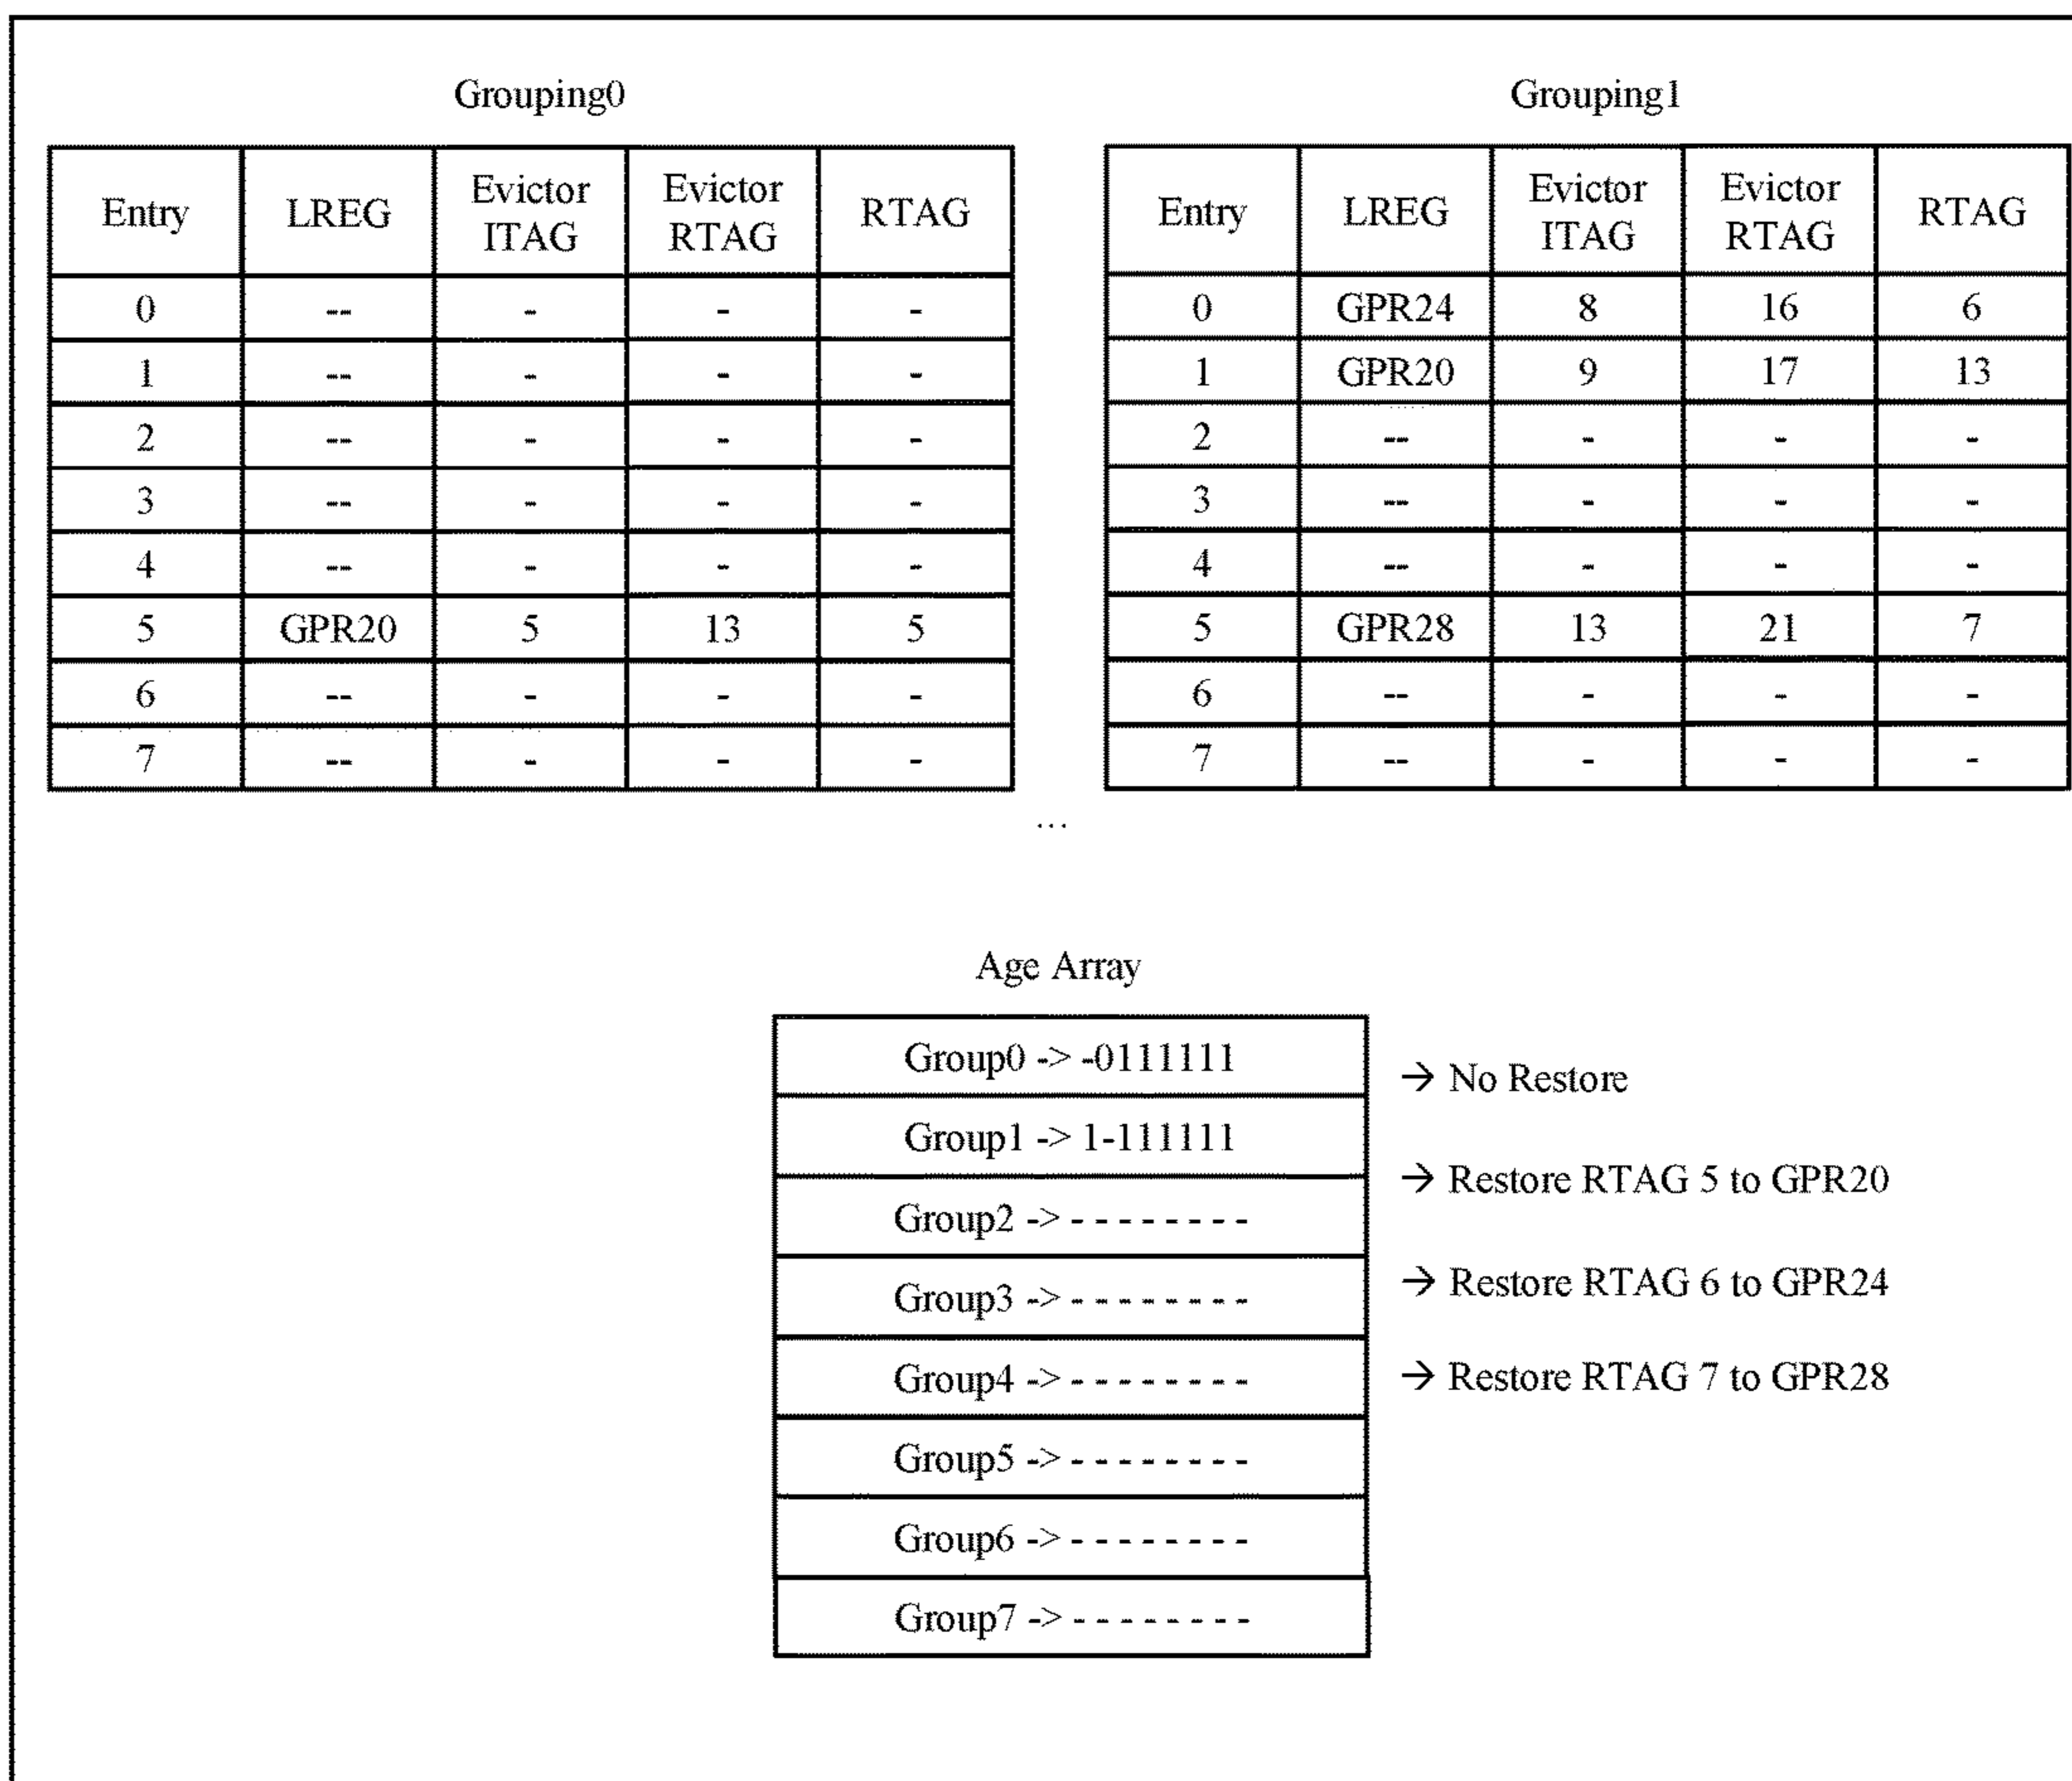 Grouping0
Entry LREG Evictor ITAG Evictor RTAG RTAG
0 -- - - -
1 -- - - -
2 -- - - -
3 -- - - -
4 -- - - -
5 GPR20 5 13 5
6 -- - - -
7 -- - - -
Grouping1
Entry LREG Evictor ITAG Evictor RTAG RTAG
0 GPR24 8 16 6
1 GPR20 9 17 13
2 -- - - -
3 -- - - -
4 -- - - -
5 GPR28 13 21 7
6 -- - - -
7 -- - - -
...
Age Array
Group0 -> -0111111
Group1 -> 1-111111
Group2 -> - - - - - - - -
Group3 -> - - - - - - - -
Group4 -> - - - - - - - -
Group5 -> - - - - - - - -
Group6 -> - - - - - - - -
Group7 -> - - - - - - - -
→ No Restore
→ Restore RTAG 5 to GPR20
→ Restore RTAG 6 to GPR24
→ Restore RTAG 7 to GPR28